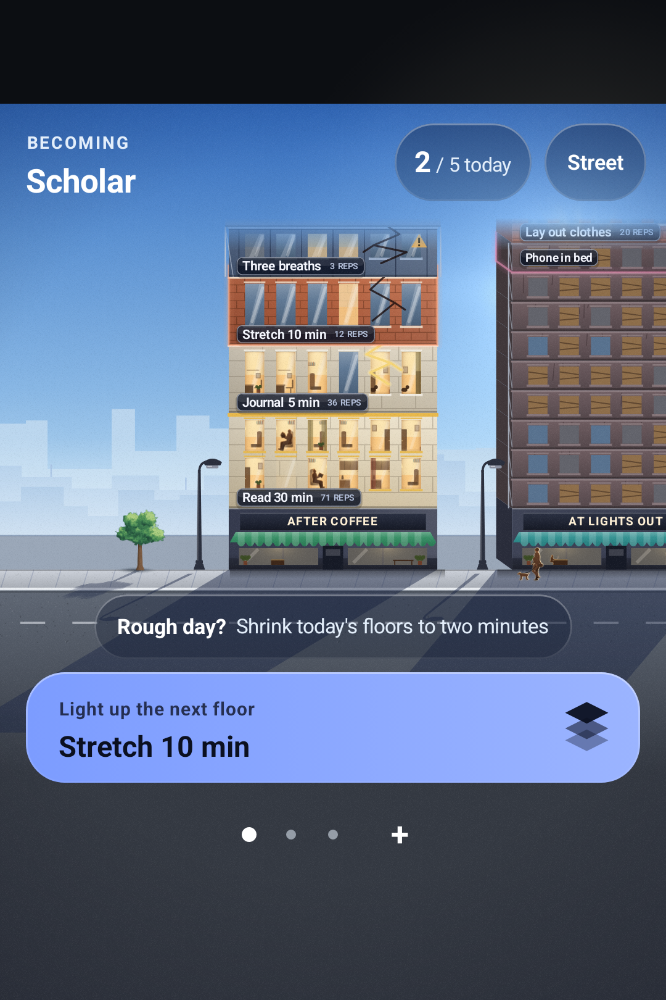 BECOMING
Scholar
2 / 5 today
Street
Lay out clothes 20 REPS
Phone in bed
Three breaths 3 REPS
Stretch 10 min 12 REPS
Journal 5 min 36 REPS
Read 30 min 71 REPS
AFTER COFFEE
AT LIGHTS OUT
Rough day? Shrink today's floors to two minutes
Light up the next floor
Stretch 10 min